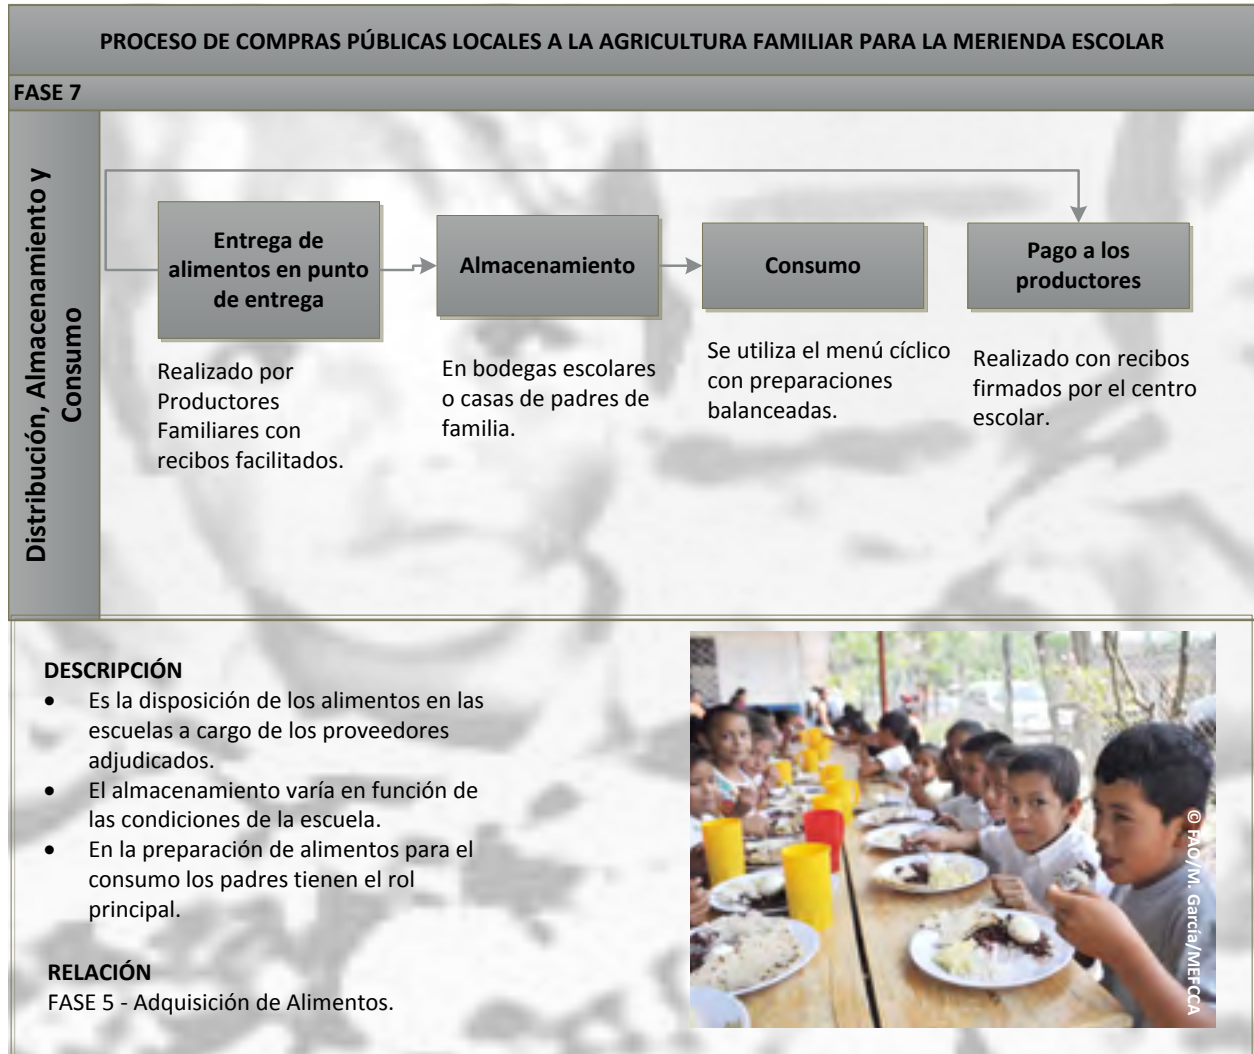 PROCESO DE COMPRAS PÚBLICAS LOCALES A LA AGRICULTURA FAMILIAR PARA LA MERIENDA ESCOLAR
FASE 7
Distribución, Almacenamiento y
Consumo
Entrega de
alimentos en punto
de entrega
Realizado por
Productores
Familiares con
recibos facilitados.
Almacenamiento
En bodegas escolares
o casas de padres de
familia.
Consumo
Se utiliza el menú cíclico
con preparaciones
balanceadas.
Pago a los
productores
Realizado con recibos
firmados por el centro
escolar.
DESCRIPCIÓN
• Es la disposición de los alimentos en las
escuelas a cargo de los proveedores
adjudicados.
• El almacenamiento varía en función de
las condiciones de la escuela.
• En la preparación de alimentos para el
consumo los padres tienen el rol
principal.
RELACIÓN
FASE 5 - Adquisición de Alimentos.
© FAO/M. García/MEFCCA